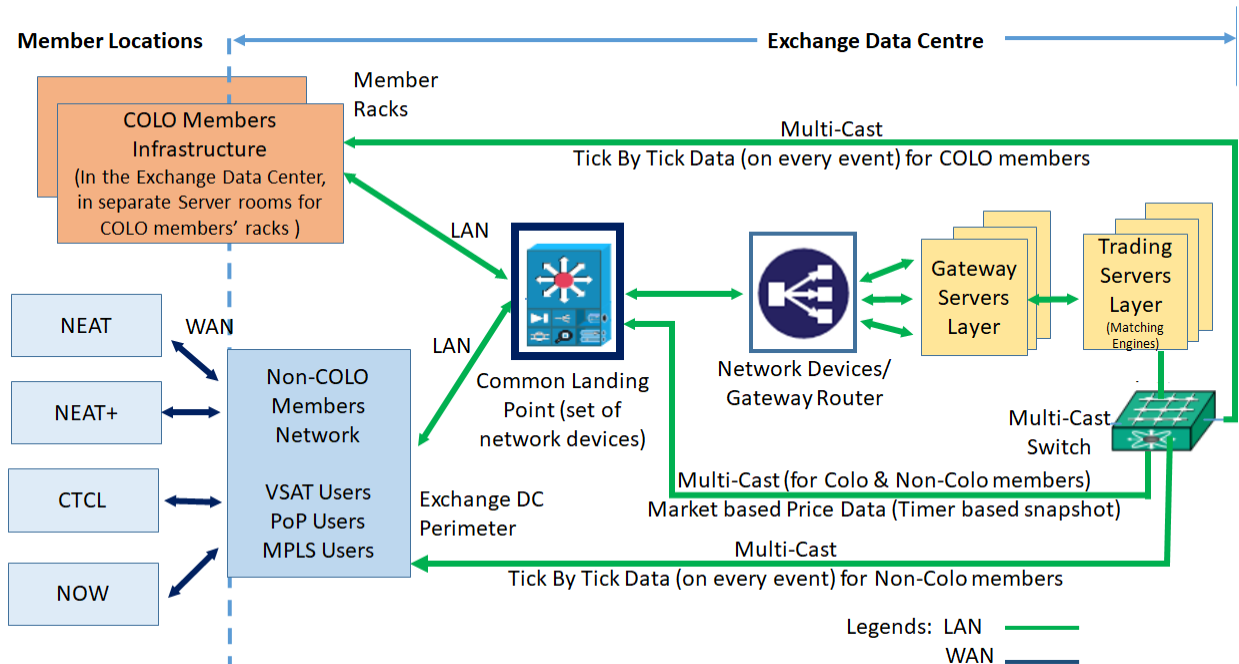 Member Locations
Exchange Data Centre
Member
Racks
COLO Members
Infrastructure
(In the Exchange Data Center,
in separate Server rooms for
COLO members’ racks )
Multi-Cast
Tick By Tick Data (on every event) for COLO members
LAN
Gateway
Servers
Layer
Trading
Servers
Layer
(Matching
Engines)
NEAT
WAN
LAN
Non-COLO
Members
Network
VSAT Users
PoP Users
MPLS Users
NEAT+
CTCL
NOW
Common Landing
Point (set of
network devices)
Network Devices/
Gateway Router
Multi-Cast
Switch
Exchange DC
Perimeter
Multi-Cast (for Colo & Non-Colo members)
Market based Price Data (Timer based snapshot)
Multi-Cast
Tick By Tick Data (on every event) for Non-Colo members
Legends: LAN
WAN